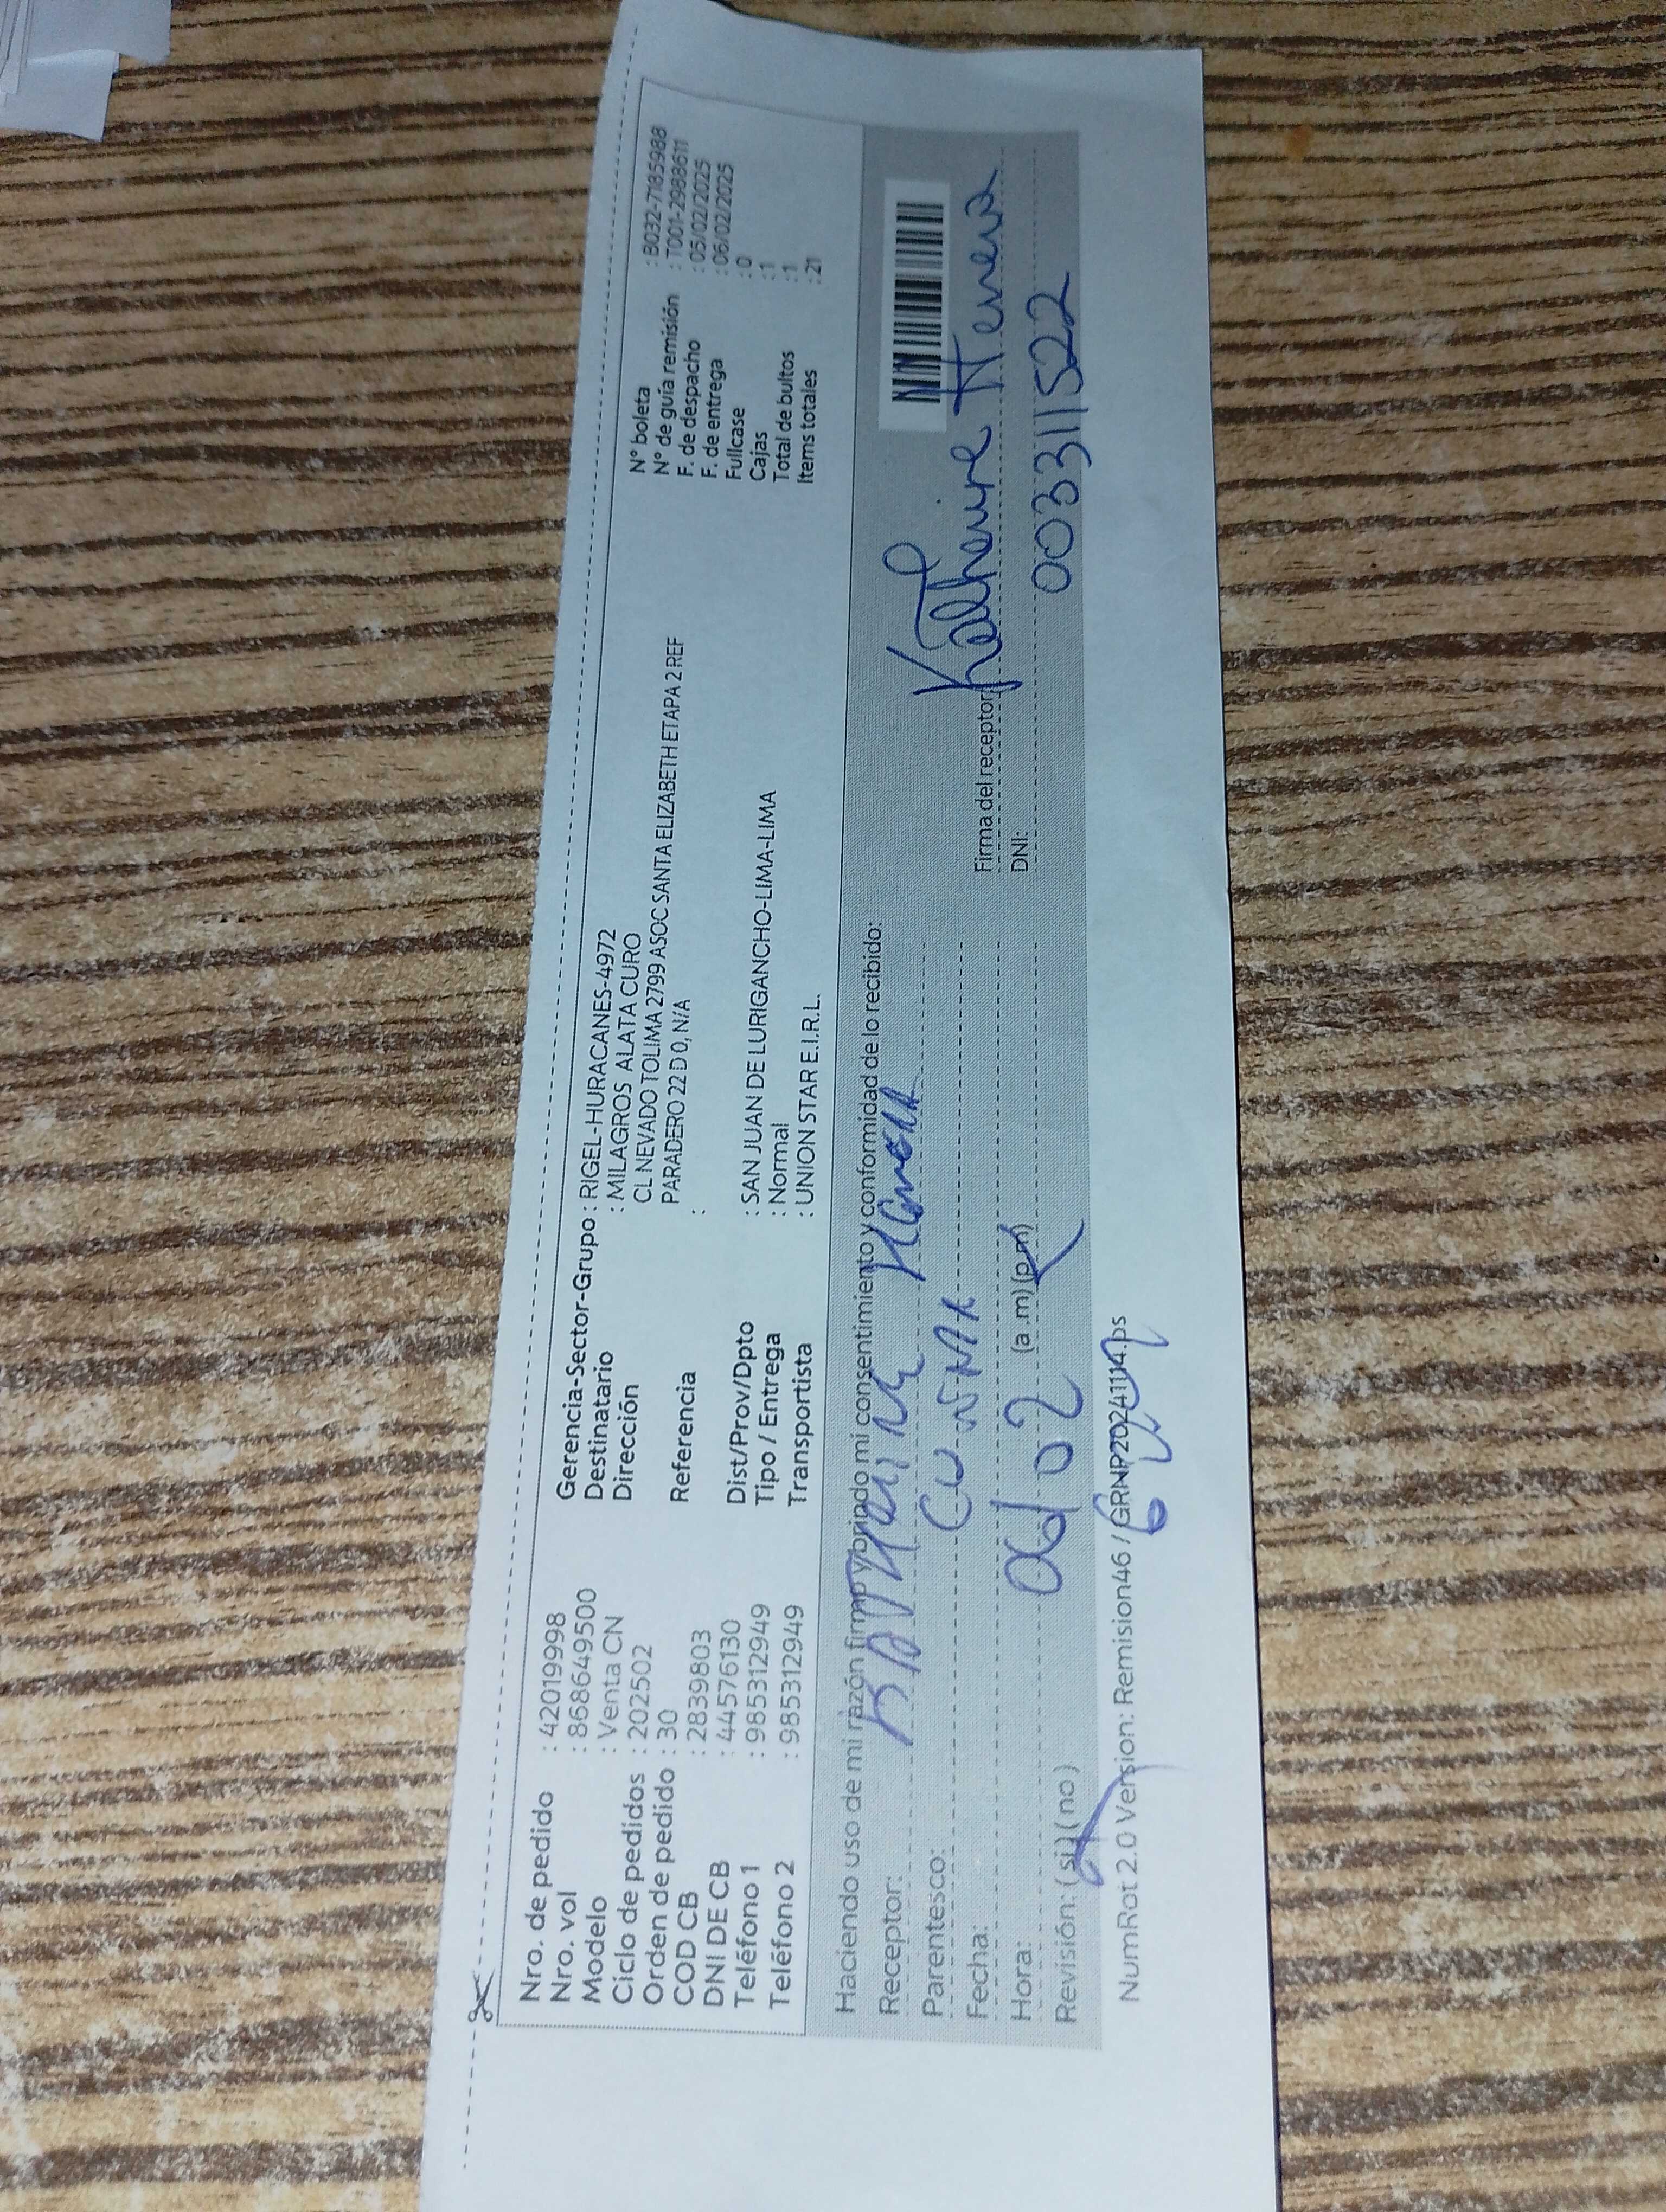 Nro. de pedido : 42019998
Nro. vol : 868649500
Modelo : Venta CN
Ciclo de pedidos : 202502
Orden de pedido : 30
COD CB : 2839803
DNI DE CB : 44576130
Teléfono 1 : 985312949
Teléfono 2 : 985312949
Gerencia-Sector-Grupo : RIGEL-HURACANES-4972
Destinatario : MILAGROS ALATA CURO
Dirección CL NEVADO TOLIMA 2799 ASOC SANTA ELIZABETH ETAPA 2 REF
PARADERO 22 D 0, N/A
Referencia :
Dist/Prov/Dpto : SAN JUAN DE LURIGANCHO-LIMA-LIMA
Tipo / Entrega : Normal
Transportista : UNION STAR E.I.R.L.
N° boleta : B032-7185988
N° de guía remisión : T001-2988611
F. de despacho : 05/02/2025
F. de entrega : 06/02/2025
Fullcase : 0
Cajas : 1
Total de bultos : 1
Items totales : 21
Haciendo uso de mi razón firmo y brindo mi consentimiento y conformidad de lo recibido:
Receptor:
Parentesco:
Fecha: 02
Hora: (a .m)(p.m)
Revisión: (si) (no)
Firma del receptor: Katherine
DNI: 003311522
NumRot 2.0 Version: Remision46 / GRNP20241114.ps